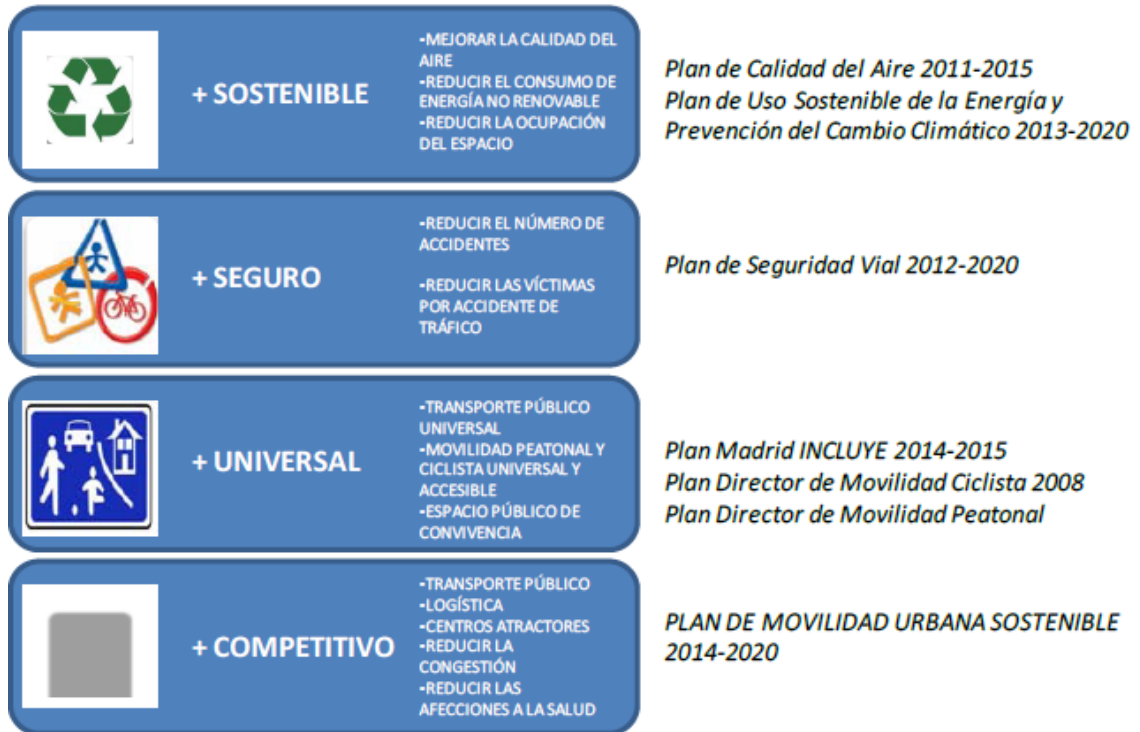 + SOSTENIBLE
-MEJORAR LA CALIDAD DEL
AIRE
-REDUCIR EL CONSUMO DE
ENERGÍA NO RENOVABLE
-REDUCIR LA OCUPACIÓN
DEL ESPACIO
Plan de Calidad del Aire 2011-2015
Plan de Uso Sostenible de la Energía y
Prevención del Cambio Climático 2013-2020
+ SEGURO
-REDUCIR EL NÚMERO DE
ACCIDENTES
-REDUCIR LAS VÍCTIMAS
POR ACCIDENTE DE
TRÁFICO
Plan de Seguridad Vial 2012-2020
+ UNIVERSAL
-TRANSPORTE PÚBLICO
UNIVERSAL
-MOVILIDAD PEATONAL Y
CICLISTA UNIVERSAL Y
ACCESIBLE
-ESPACIO PÚBLICO DE
CONVIVENCIA
Plan Madrid INCLUYE 2014-2015
Plan Director de Movilidad Ciclista 2008
Plan Director de Movilidad Peatonal
+ COMPETITIVO
-TRANSPORTE PÚBLICO
-LOGÍSTICA
-CENTROS ATRACTORES
-REDUCIR LA
CONGESTIÓN
-REDUCIR LAS
AFECCIONES A LA SALUD
PLAN DE MOVILIDAD URBANA SOSTENIBLE
2014-2020